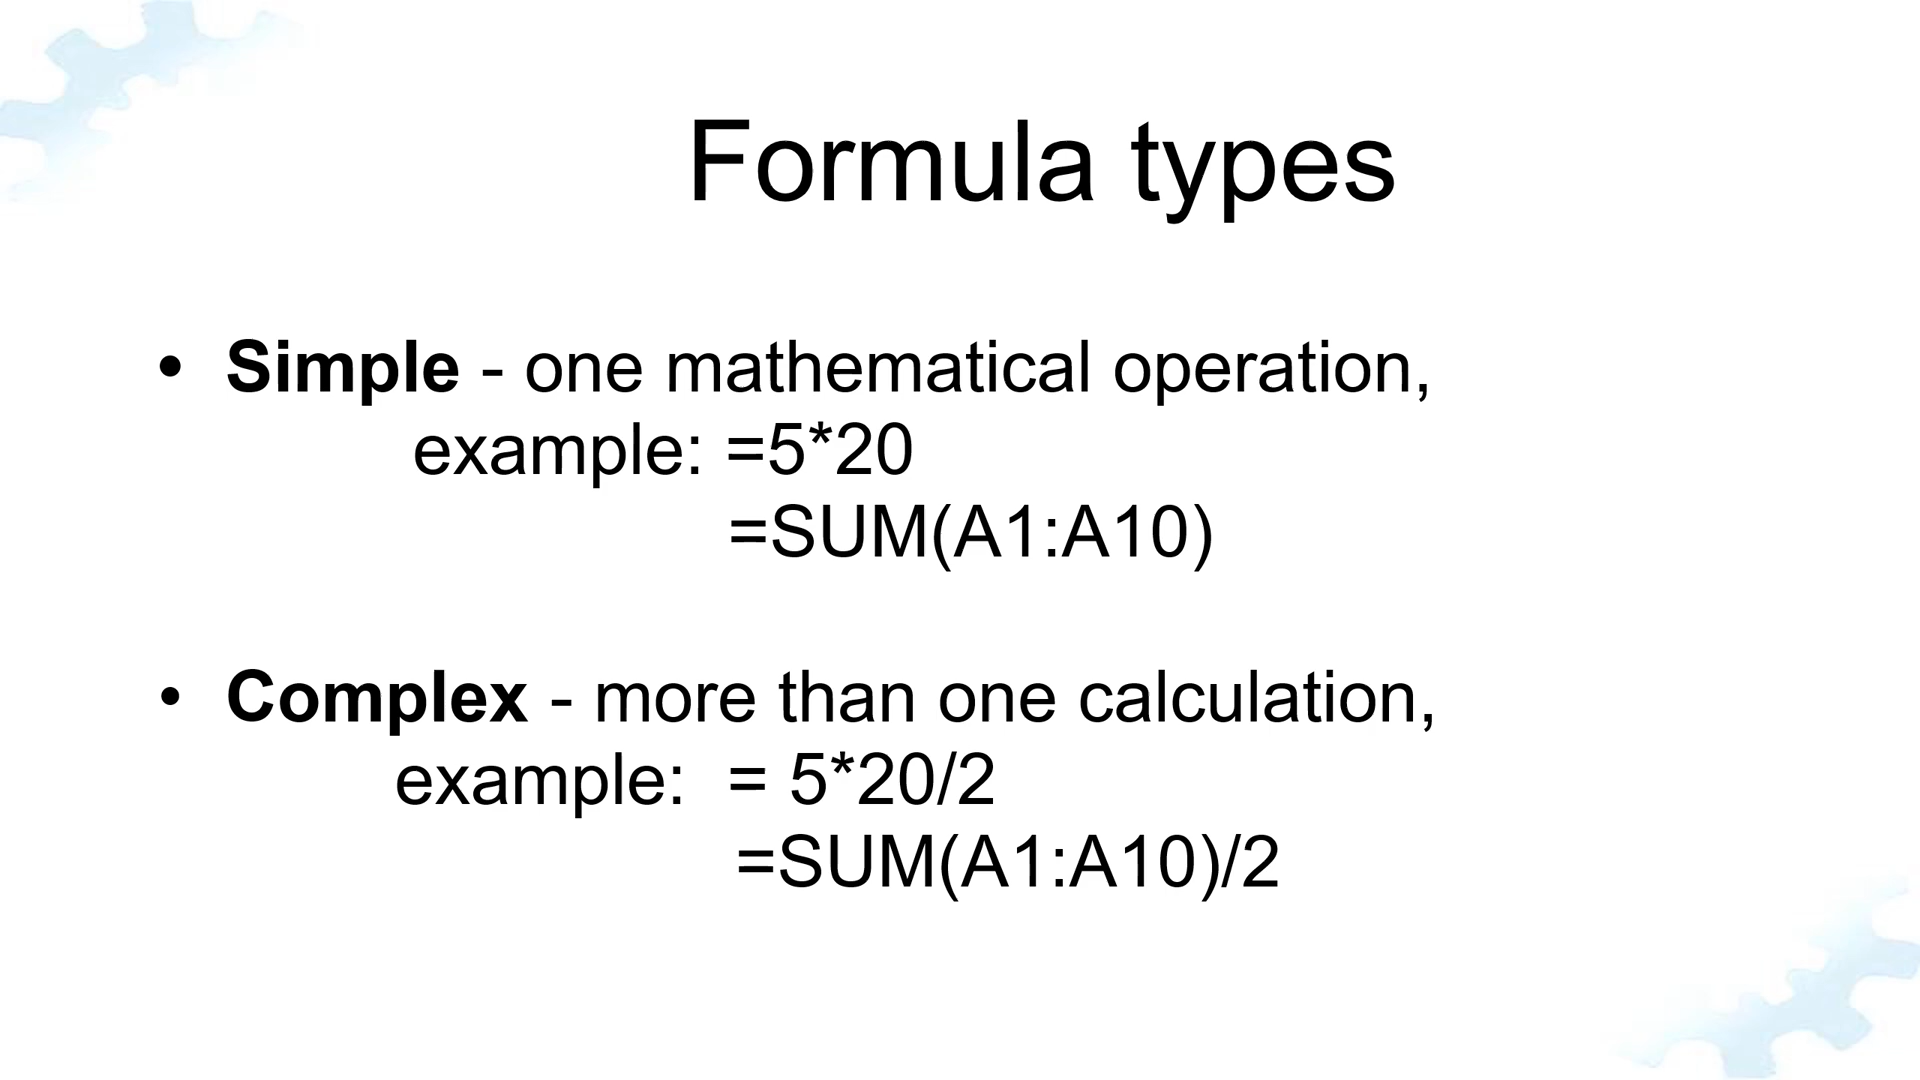 Formula types
• Simple - one mathematical operation,
example: =5*20
=SUM(A1:A10)
• Complex - more than one calculation,
example: = 5*20/2
=SUM(A1:A10)/2